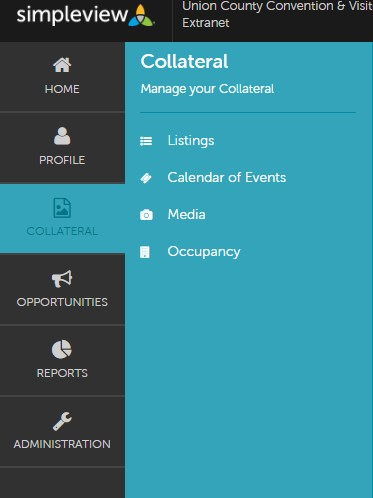 simpleview
Union County Convention & Visit
Extranet
HOME
PROFILE
COLLATERAL
OPPORTUNITIES
REPORTS
ADMINISTRATION
Collateral
Manage your Collateral
Listings
Calendar of Events
Media
Occupancy